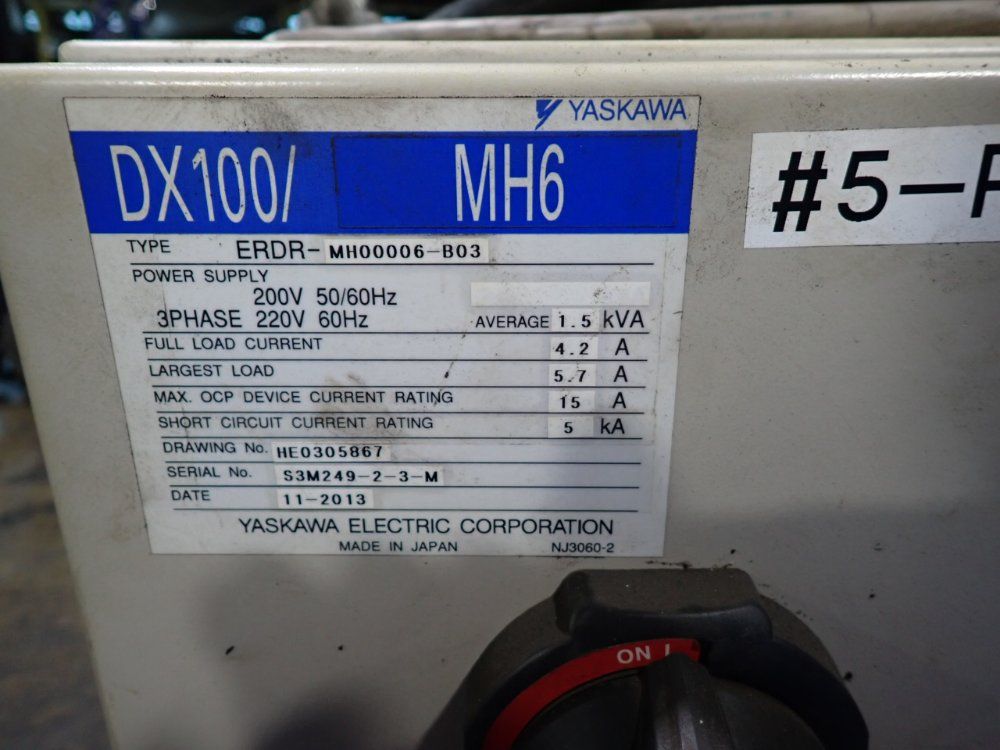 YASKAWA
DX100/ MH6
TYPE ERDR-MH00006-B03
POWER SUPPLY
200V 50/60Hz
3PHASE 220V 60Hz AVERAGE 1.5 kVA
FULL LOAD CURRENT 4.2 A
LARGEST LOAD 5.7 A
MAX. OCP DEVICE CURRENT RATING 15 A
SHORT CIRCUIT CURRENT RATING 5 kA
DRAWING No. HE0305867
SERIAL No. S3M249-2-3-M
DATE 11-2013
YASKAWA ELECTRIC CORPORATION
MADE IN JAPAN NJ3060-2
#5-
ON I